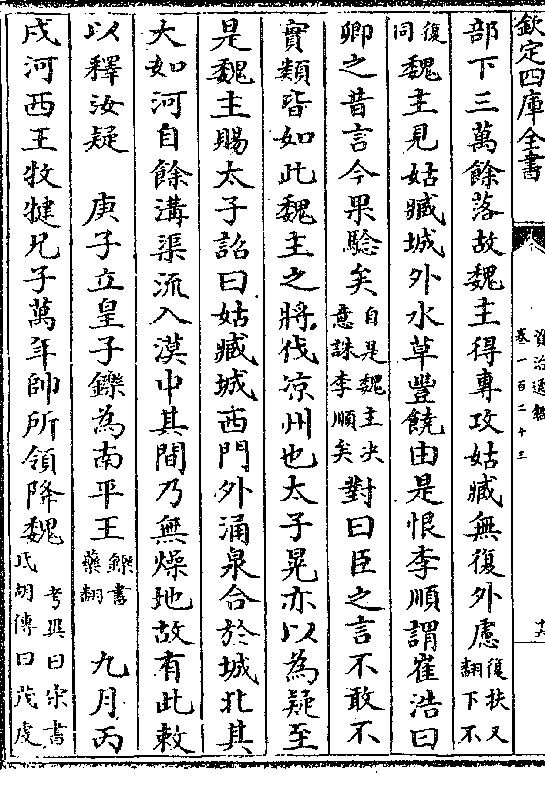 欽定四庫全書
資治通鑑
卷一百二十三
十六
部下三萬餘落故魏主得專攻姑臧無復外慮復扶又翻下不
同復魏主見姑臧城外水草豐饒由是恨李順謂崔浩曰
卿之昔言今果驗矣自是魏主決意誅李順矣對曰臣之言不敢不
實類皆如此魏主之將伐凉州也太子晃亦以為疑至
是魏主賜太子詔曰姑臧城西門外涌泉合於城北其
大如河自餘溝渠流入漠中其間乃無燥地故有此敕
以釋汝疑 庚子立皇子鑠為南平王鑠書藥翻 九月丙
戌河西王牧犍兄子萬年帥所領降魏考異曰宋書氐胡傳曰茂虔